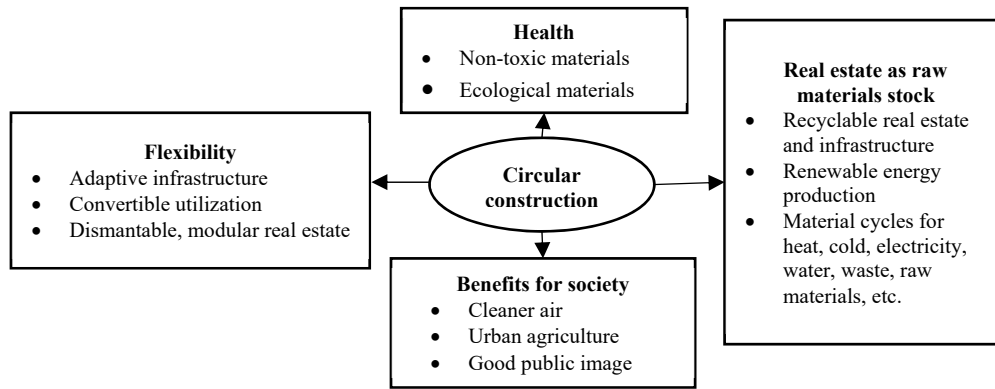 Health
• Non-toxic materials
• Ecological materials
Real estate as raw
materials stock
• Recyclable real estate
and infrastructure
• Renewable energy
production
• Material cycles for
heat, cold, electricity,
water, waste, raw
materials, etc.
Flexibility
• Adaptive infrastructure
• Convertible utilization
• Dismantable, modular real estate
Circular
construction
Benefits for society
• Cleaner air
• Urban agriculture
• Good public image